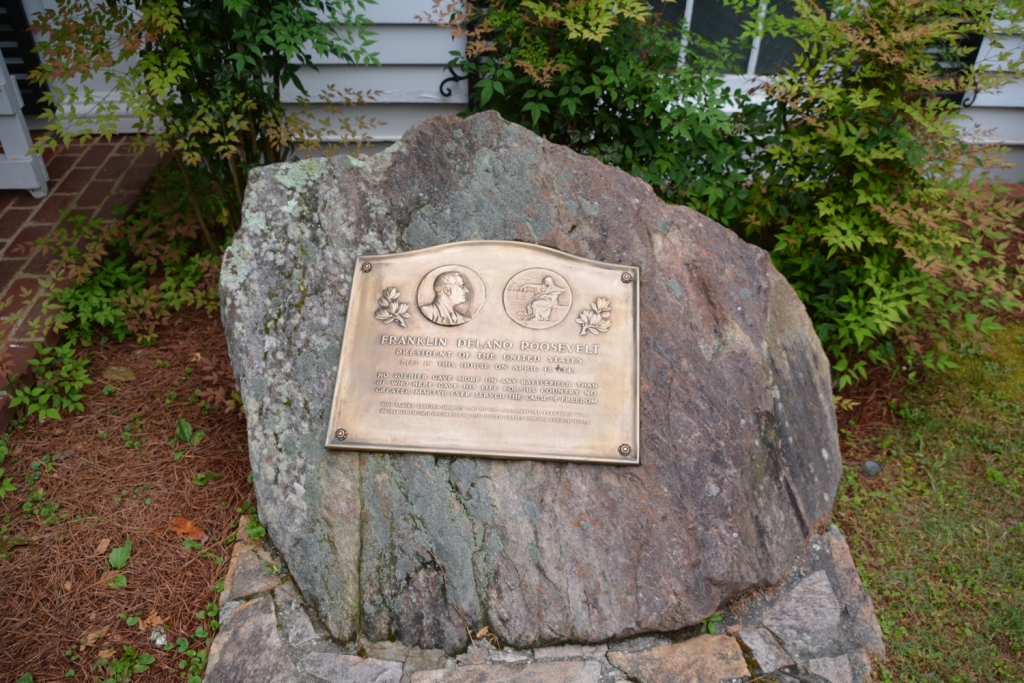 FRANKLIN DELANO ROOSEVELT
PRESIDENT OF THE UNITED STATES
DIED IN THIS HOUSE ON APRIL 12 1945
NO SOLDIER GAVE MORE ON ANY BATTLEFIELD THAN
HE WHO HERE GAVE HIS LIFE FOR HIS COUNTRY NO
GREATER MARTYR EVER SERVED THE CAUSE OF FREEDOM